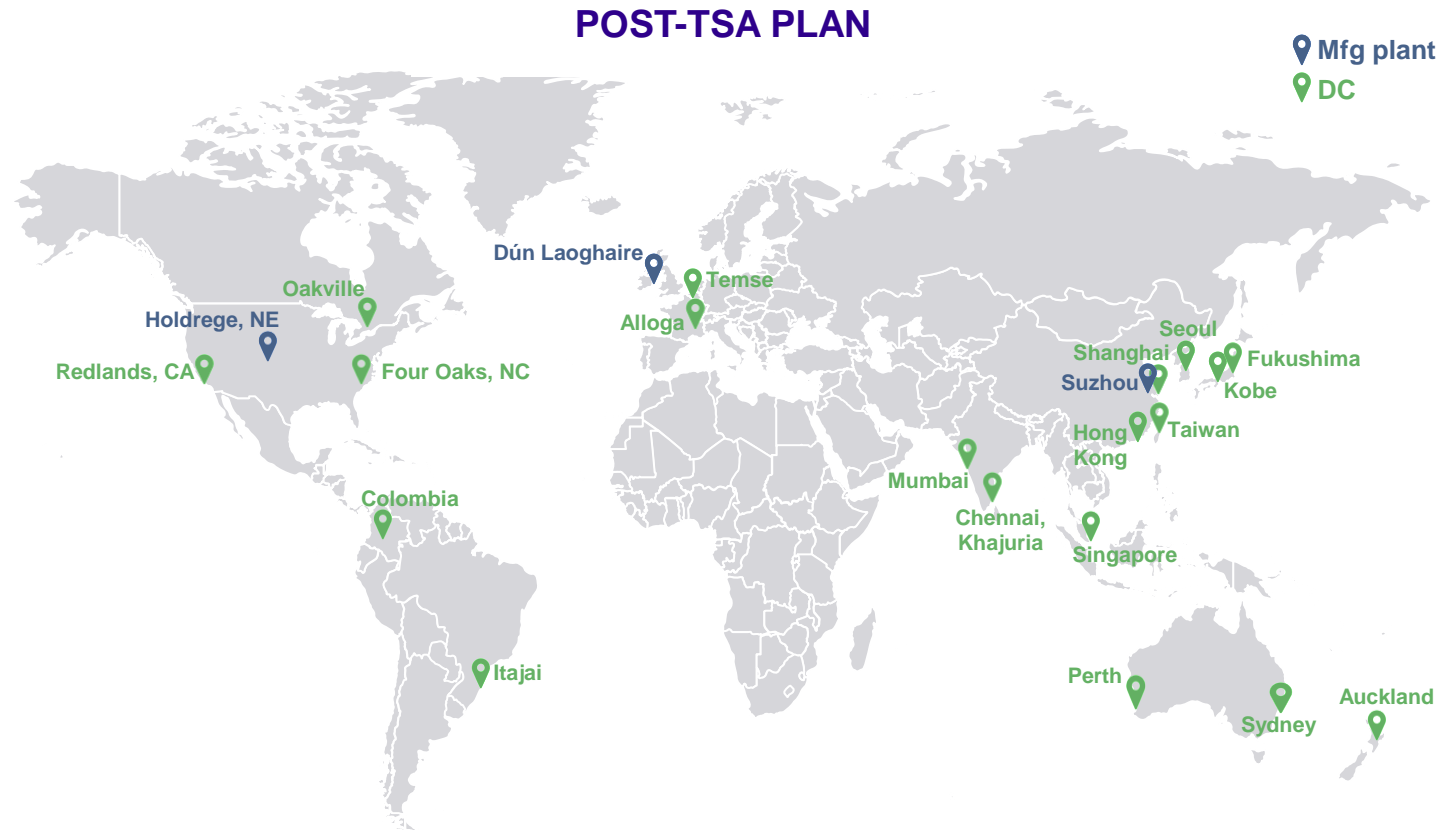 POST-TSA PLAN
Mfg plant
DC
Dún Laoghaire
Oakville
Temse
Holdrege, NE
Alloga
Seoul
Shanghai
Fukushima
Redlands, CA
Four Oaks, NC
Suzhou
Kobe
Hong
Kong
Taiwan
Mumbai
Colombia
Chennai,
Khajuria
Singapore
Itajai
Perth
Auckland
Sydney